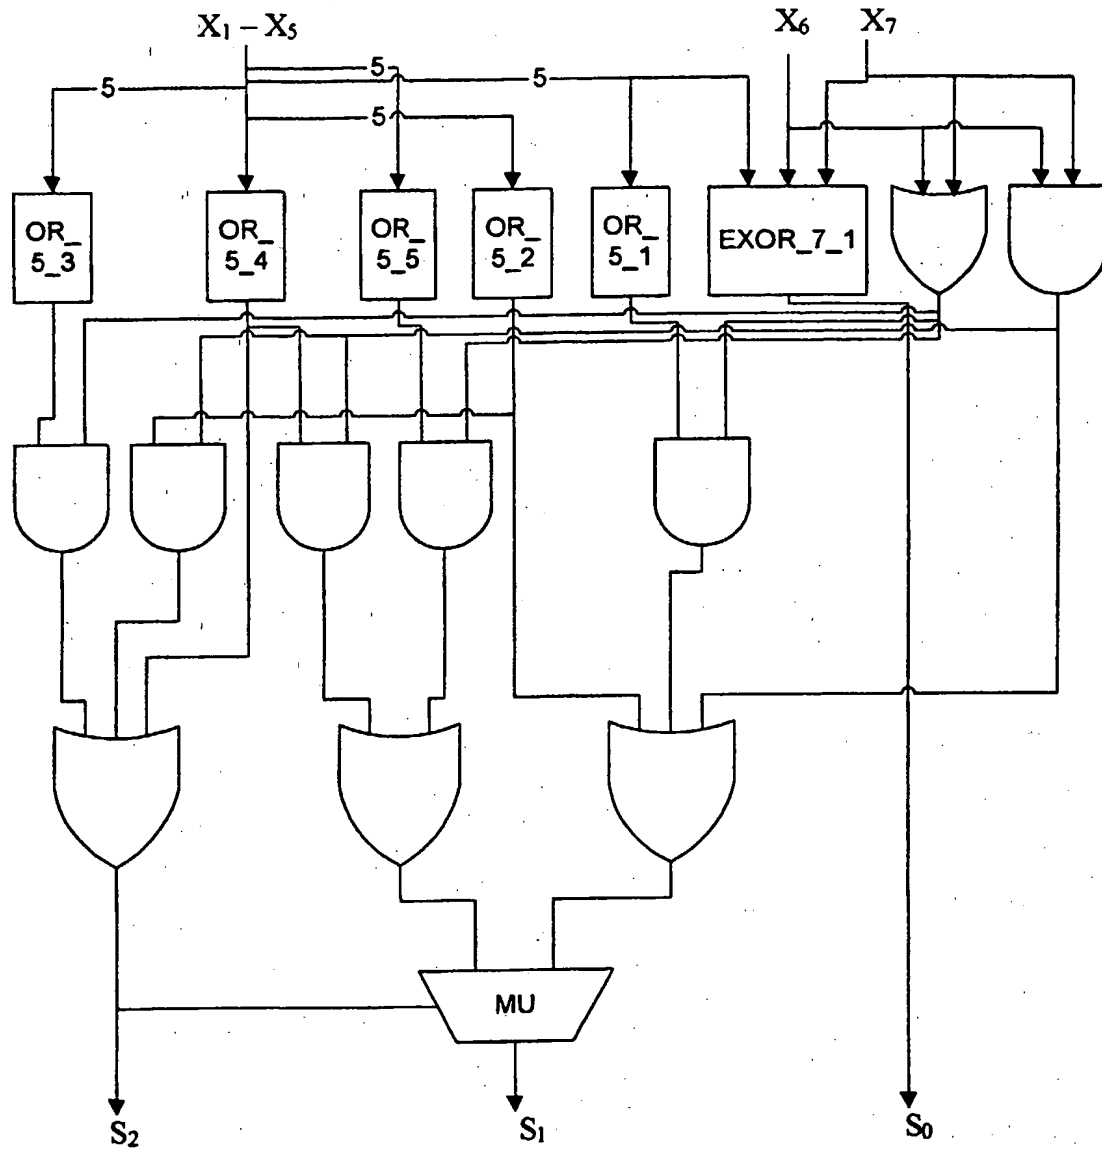 X₁ – X₅
X₆
X₇
5
5
5
5
OR_
5_3
OR_
5_4
OR_
5_5
OR_
5_2
OR_
5_1
EXOR_7_1
MU
S₂
S₁
S₀